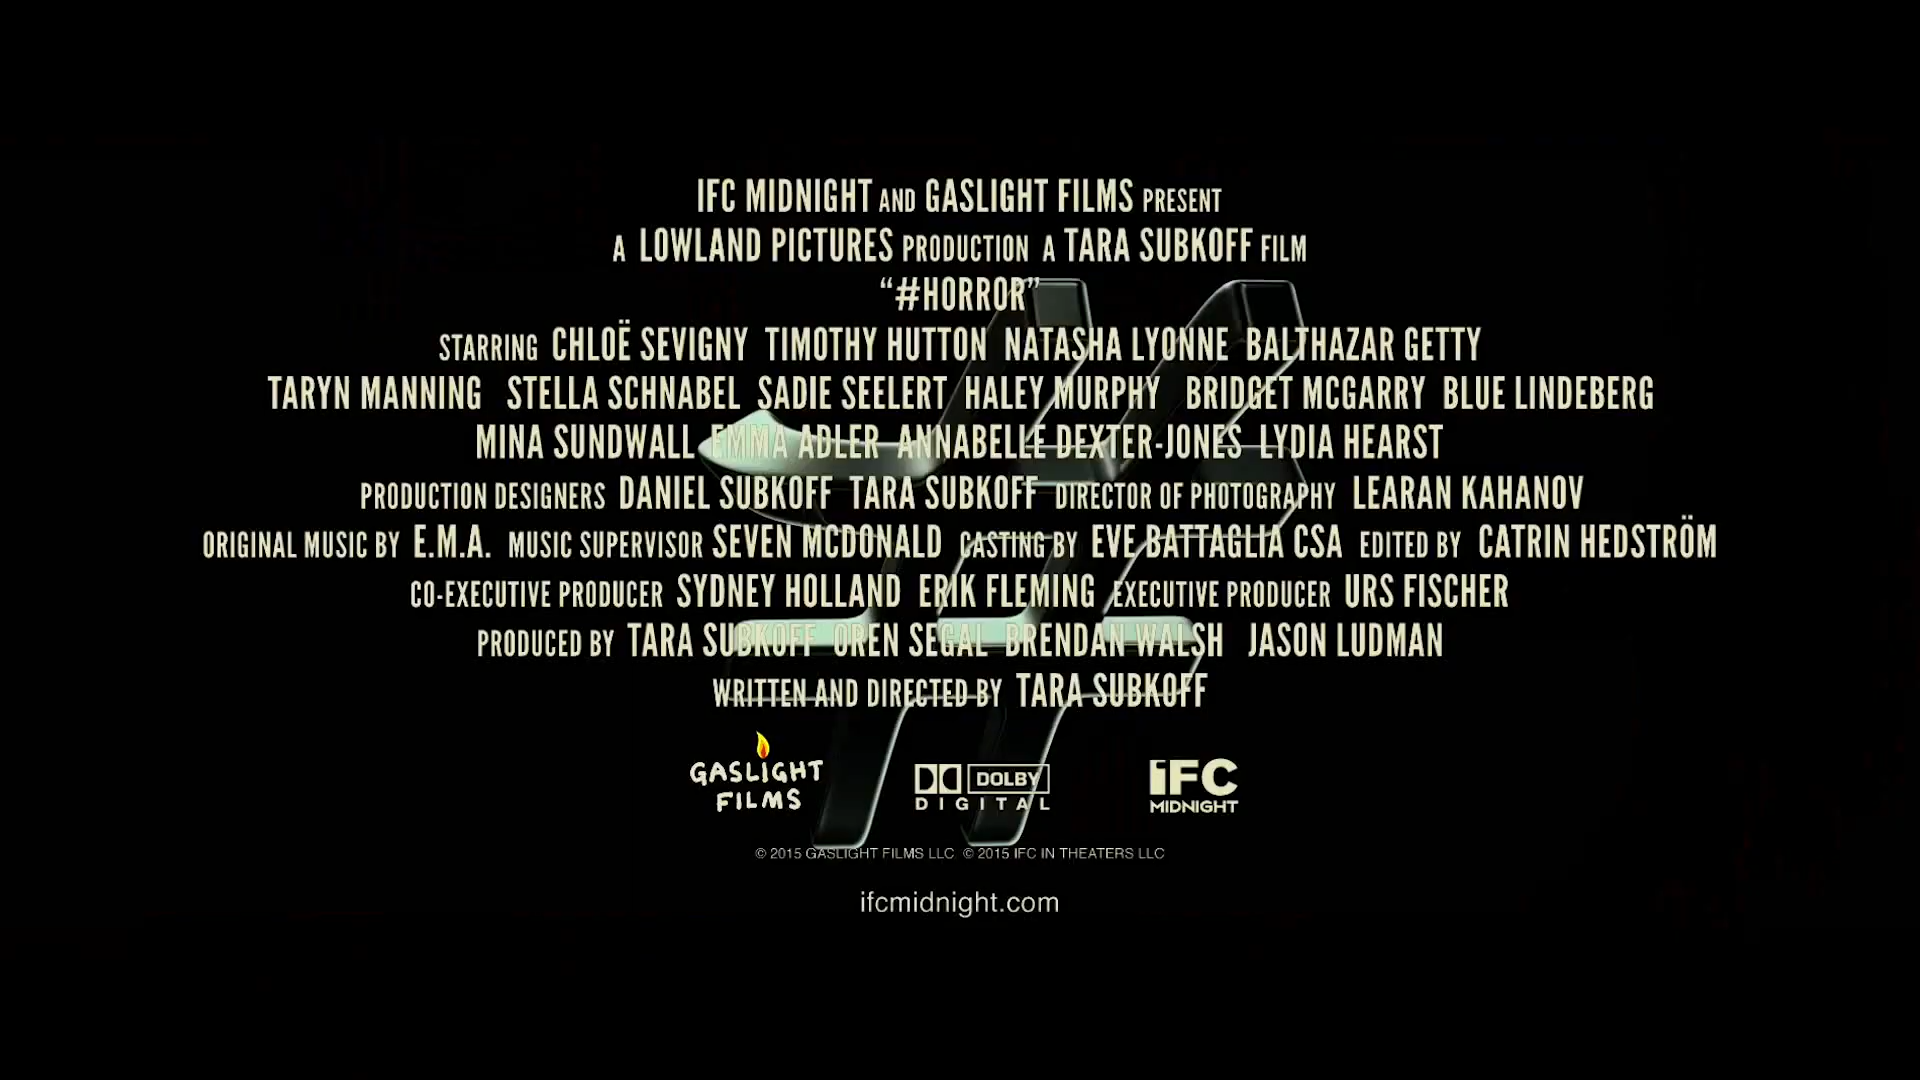 IFC MIDNIGHT AND GASLIGHT FILMS PRESENT
A LOWLAND PICTURES PRODUCTION A TARA SUBKOFF FILM
“#HORROR”
STARRING CHLOË SEVIGNY TIMOTHY HUTTON NATASHA LYONNE BALTHAZAR GETTY
TARYN MANNING STELLA SCHNABEL SADIE SEELERT HALEY MURPHY BRIDGET MCGARRY BLUE LINDEBERG
MINA SUNDWALL EMMA ADLER ANNABELLE DEXTER-JONES LYDIA HEARST
PRODUCTION DESIGNERS DANIEL SUBKOFF TARA SUBKOFF DIRECTOR OF PHOTOGRAPHY LEARAN KAHANOV
ORIGINAL MUSIC BY E.M.A. MUSIC SUPERVISOR SEVEN MCDONALD CASTING BY EVE BATTAGLIA CSA EDITED BY CATRIN HEDSTRÖM
CO-EXECUTIVE PRODUCER SYDNEY HOLLAND ERIK FLEMING EXECUTIVE PRODUCER URS FISCHER
PRODUCED BY TARA SUBKOFF OREN SEGAL BRENDAN WALSH JASON LUDMAN
WRITTEN AND DIRECTED BY TARA SUBKOFF
GASLIGHT FILMS
DOLBY DIGITAL
IFC MIDNIGHT
© 2015 GASLIGHT FILMS LLC © 2015 IFC IN THEATERS LLC
ifcmidnight.com